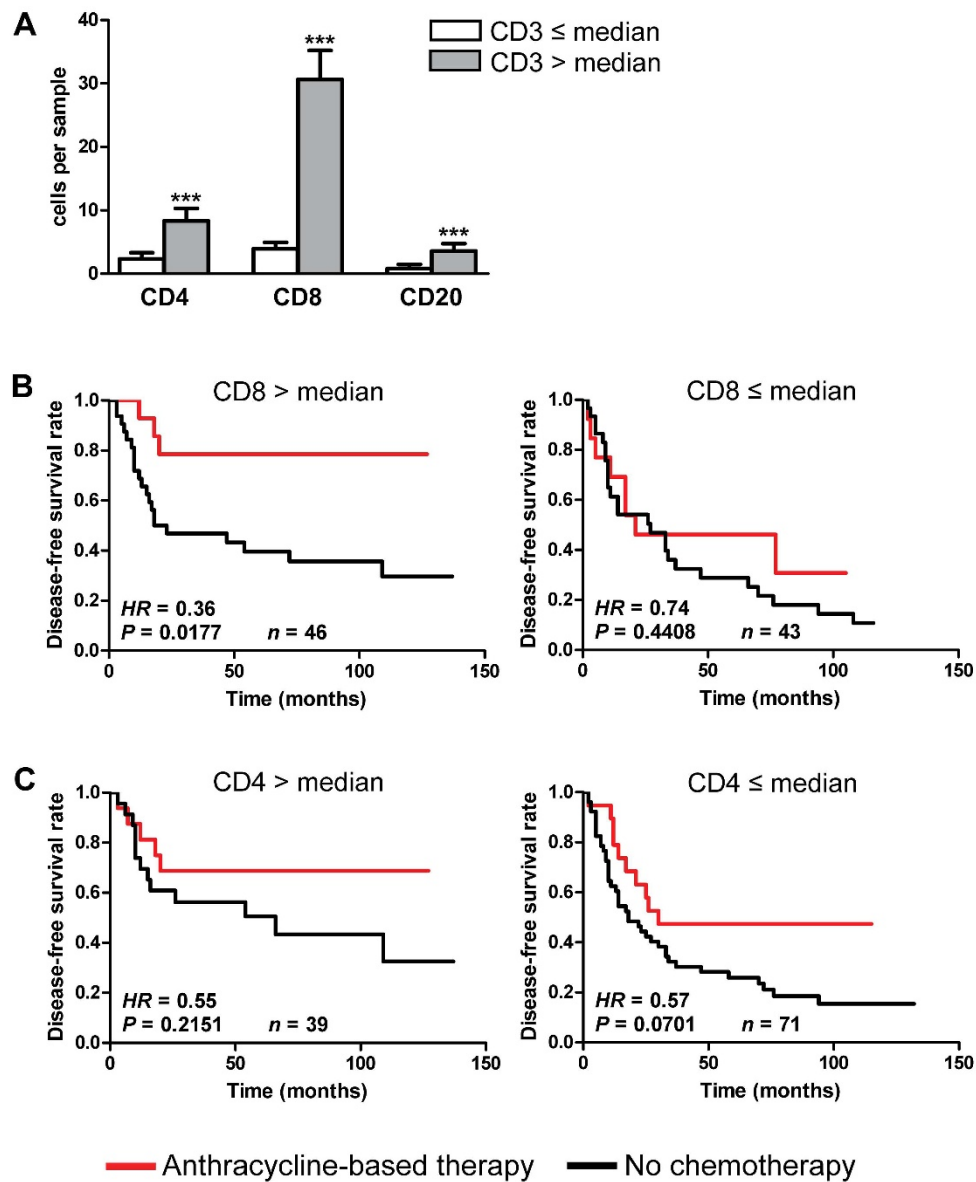 A
CD3 ≤ median
CD3 > median
cells per sample
40
30
20
10
0
***
***
***
CD4 CD8 CD20
B
CD8 > median
Disease-free survival rate
1.0
0.8
0.6
0.4
0.2
0.0
HR = 0.36
P = 0.0177 n = 46
0 50 100 150
Time (months)
CD8 ≤ median
Disease-free survival rate
1.0
0.8
0.6
0.4
0.2
0.0
HR = 0.74
P = 0.4408 n = 43
0 50 100 150
Time (months)
C
CD4 > median
Disease-free survival rate
1.0
0.8
0.6
0.4
0.2
0.0
HR = 0.55
P = 0.2151 n = 39
0 50 100 150
Time (months)
CD4 ≤ median
Disease-free survival rate
1.0
0.8
0.6
0.4
0.2
0.0
HR = 0.57
P = 0.0701 n = 71
0 50 100 150
Time (months)
Anthracycline-based therapy No chemotherapy